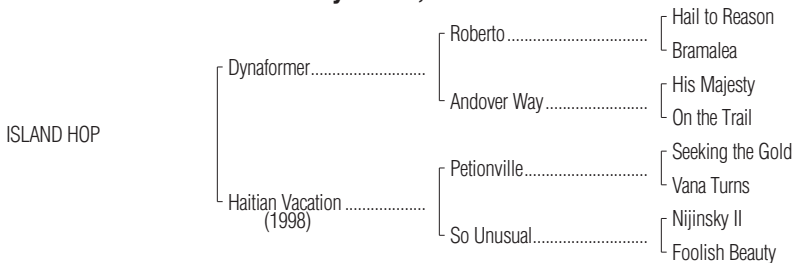 Hail to Reason
Roberto
Bramalea
Dynaformer
His Majesty
Andover Way
On the Trail
ISLAND HOP
Seeking the Gold
Petionville
Vana Turns
Haitian Vacation
(1998)
Nijinsky II
So Unusual
Foolish Beauty